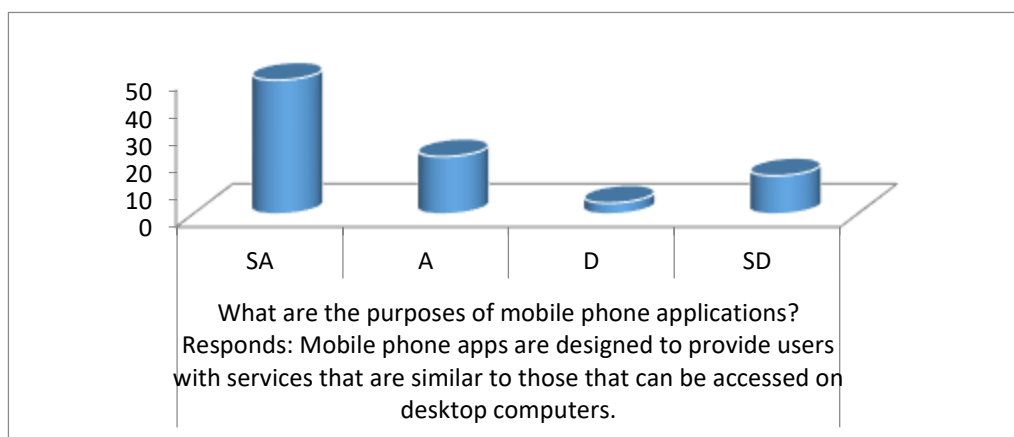 50
40
30
20
10
0
SA A D SD
What are the purposes of mobile phone applications?
Responds: Mobile phone apps are designed to provide users
with services that are similar to those that can be accessed on
desktop computers.